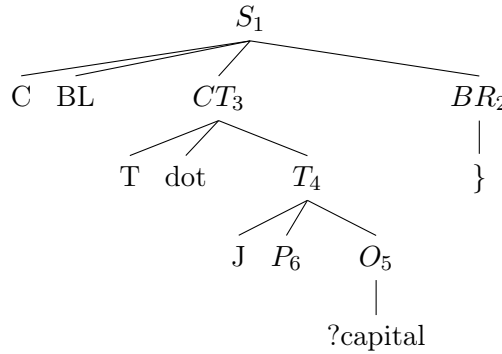 S₁
C BL CT₃ BR₂
T dot T₄ }
J P₆ O₅
?capital